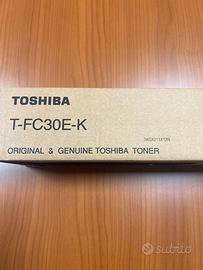 TOSHIBA
T-FC30E-K
ORIGINAL & GENUINE TOSHIBA TONER
subito